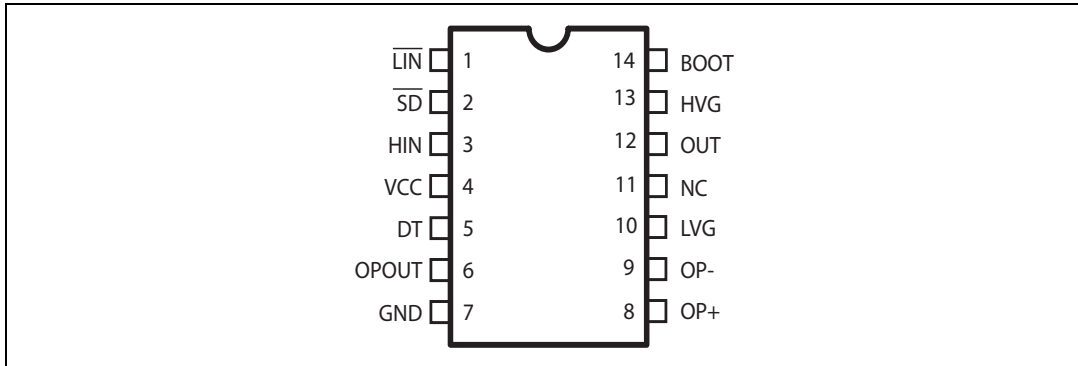 LIN 1 14 BOOT
SD 2 13 HVG
HIN 3 12 OUT
VCC 4 11 NC
DT 5 10 LVG
OPOUT 6 9 OP-
GND 7 8 OP+